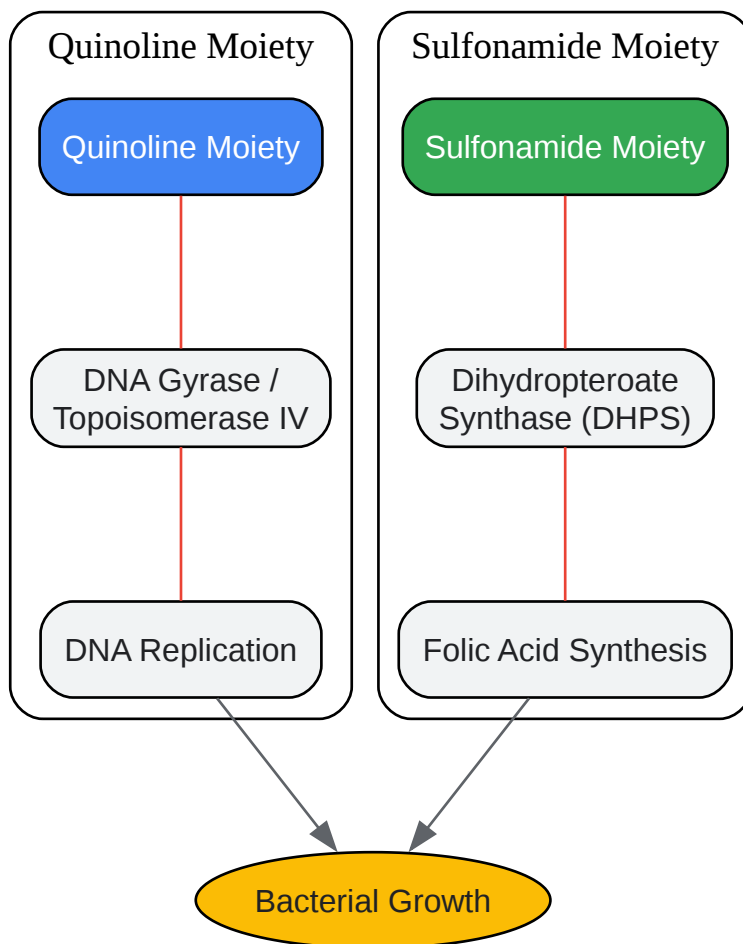 Quinoline Moiety
Quinoline Moiety
DNA Gyrase /
Topoisomerase IV
DNA Replication
Sulfonamide Moiety
Sulfonamide Moiety
Dihydropteroate
Synthase (DHPS)
Folic Acid Synthesis
Bacterial Growth